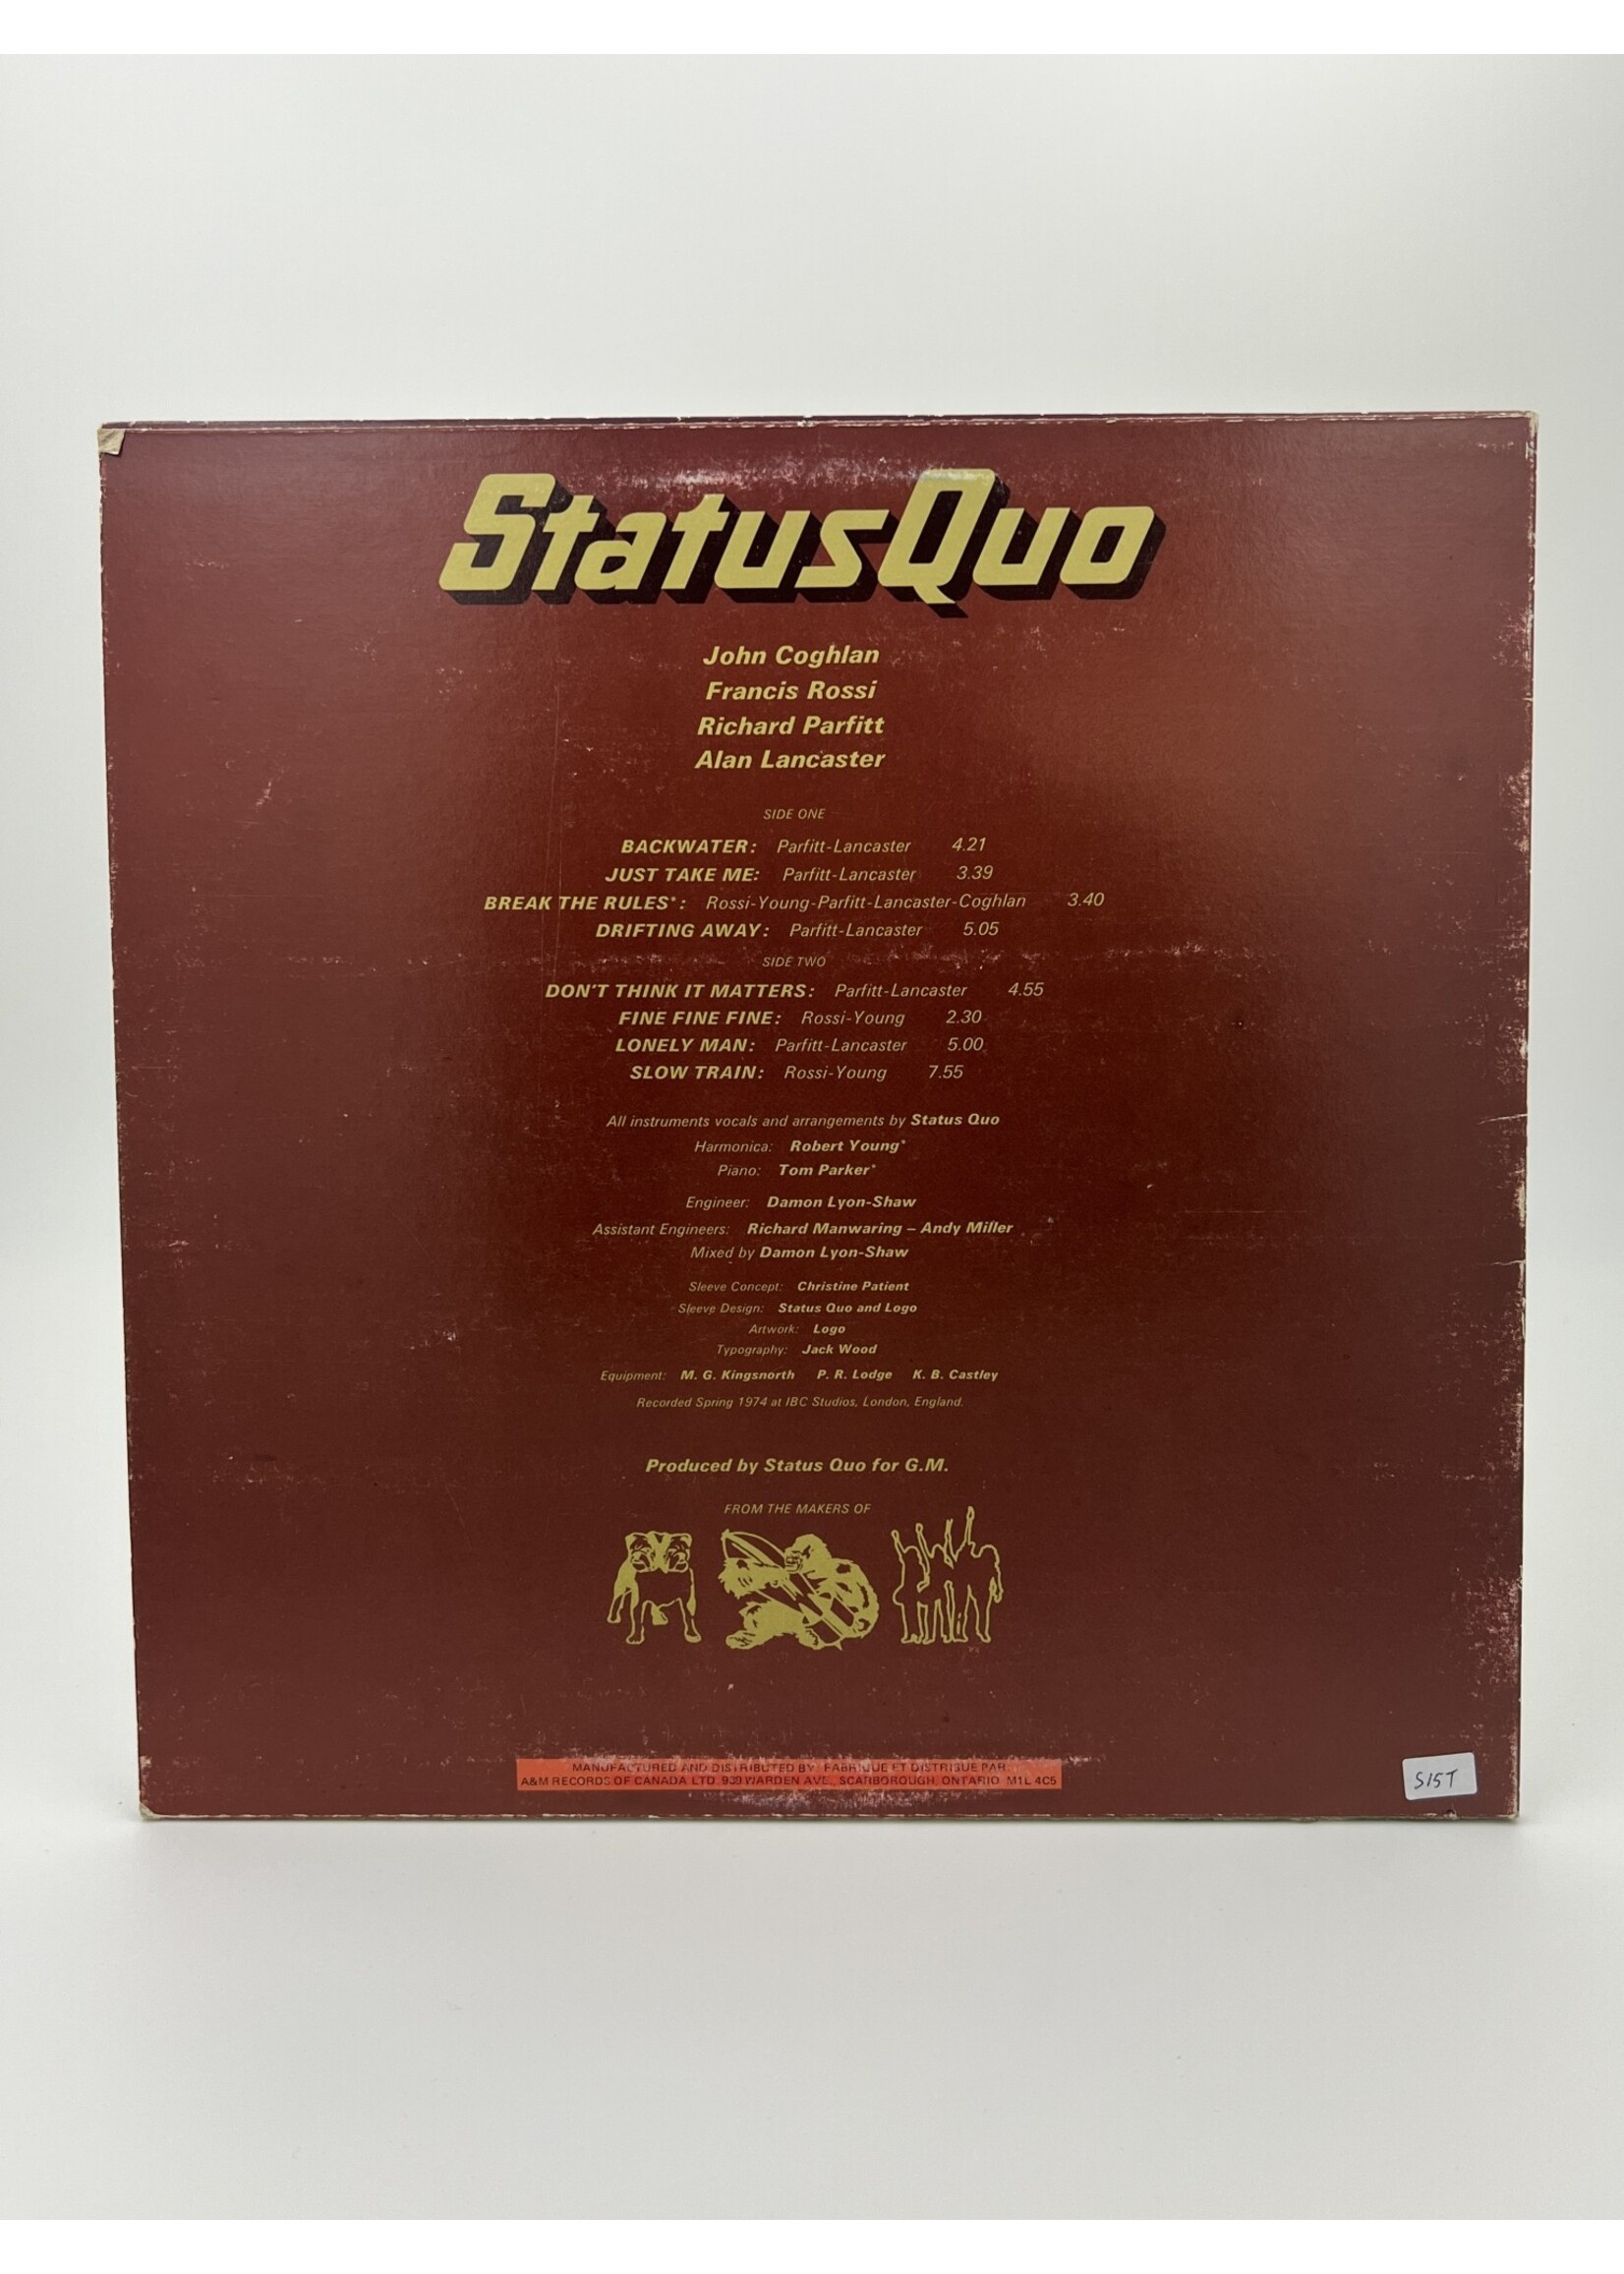 Status Quo
John Coghlan
Francis Rossi
Richard Parfitt
Alan Lancaster
SIDE ONE
BACKWATER: Parfitt-Lancaster 4.21
JUST TAKE ME: Parfitt-Lancaster 3.39
BREAK THE RULES*: Rossi-Young-Parfitt-Lancaster-Coghlan 3.40
DRIFTING AWAY: Parfitt-Lancaster 5.05
SIDE TWO
DON'T THINK IT MATTERS: Parfitt-Lancaster 4.55
FINE FINE FINE: Rossi-Young 2.30
LONELY MAN: Parfitt-Lancaster 5.00
SLOW TRAIN: Rossi-Young 7.55
All instruments vocals and arrangements by Status Quo
Harmonica: Robert Young*
Piano: Tom Parker*
Engineer: Damon Lyon-Shaw
Assistant Engineers: Richard Manwaring – Andy Miller
Mixed by Damon Lyon-Shaw
Sleeve Concept: Christine Patient
Sleeve Design: Status Quo and Logo
Artwork: Logo
Typography: Jack Wood
Equipment: M. G. Kingsnorth P. R. Lodge K. B. Castley
Recorded Spring 1974 at IBC Studios, London, England.
Produced by Status Quo for G.M.
FROM THE MAKERS OF
MANUFACTURED AND DISTRIBUTED BY: FABRIQUE ET DISTRIBUE PAR:
A&M RECORDS OF CANADA LTD. 939 WARDEN AVE., SCARBOROUGH, ONTARIO M1L 4C5
S15T